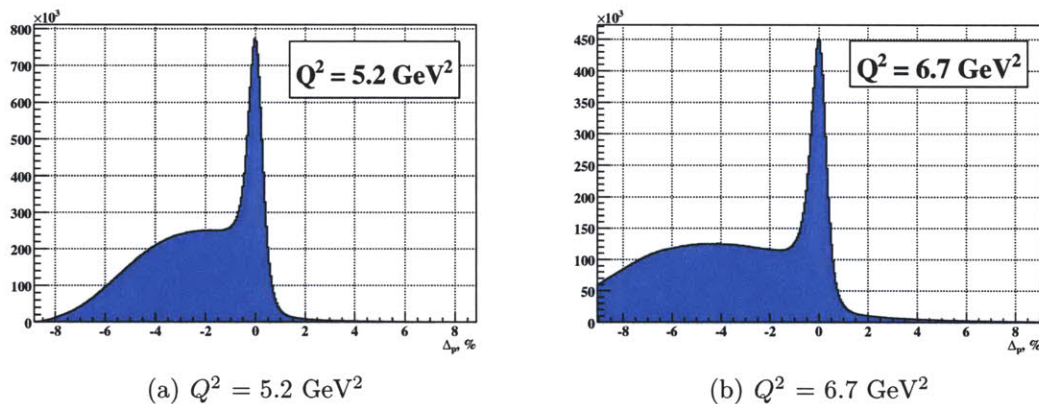 ×10³
800
700
600
500
400
300
200
100
0
-8 -6 -4 -2 0 2 4 6 8
Δp, %
Q² = 5.2 GeV²
(a) Q² = 5.2 GeV²
×10³
450
400
350
300
250
200
150
100
50
0
-8 -6 -4 -2 0 2 4 6 8
Δp, %
Q² = 6.7 GeV²
(b) Q² = 6.7 GeV²